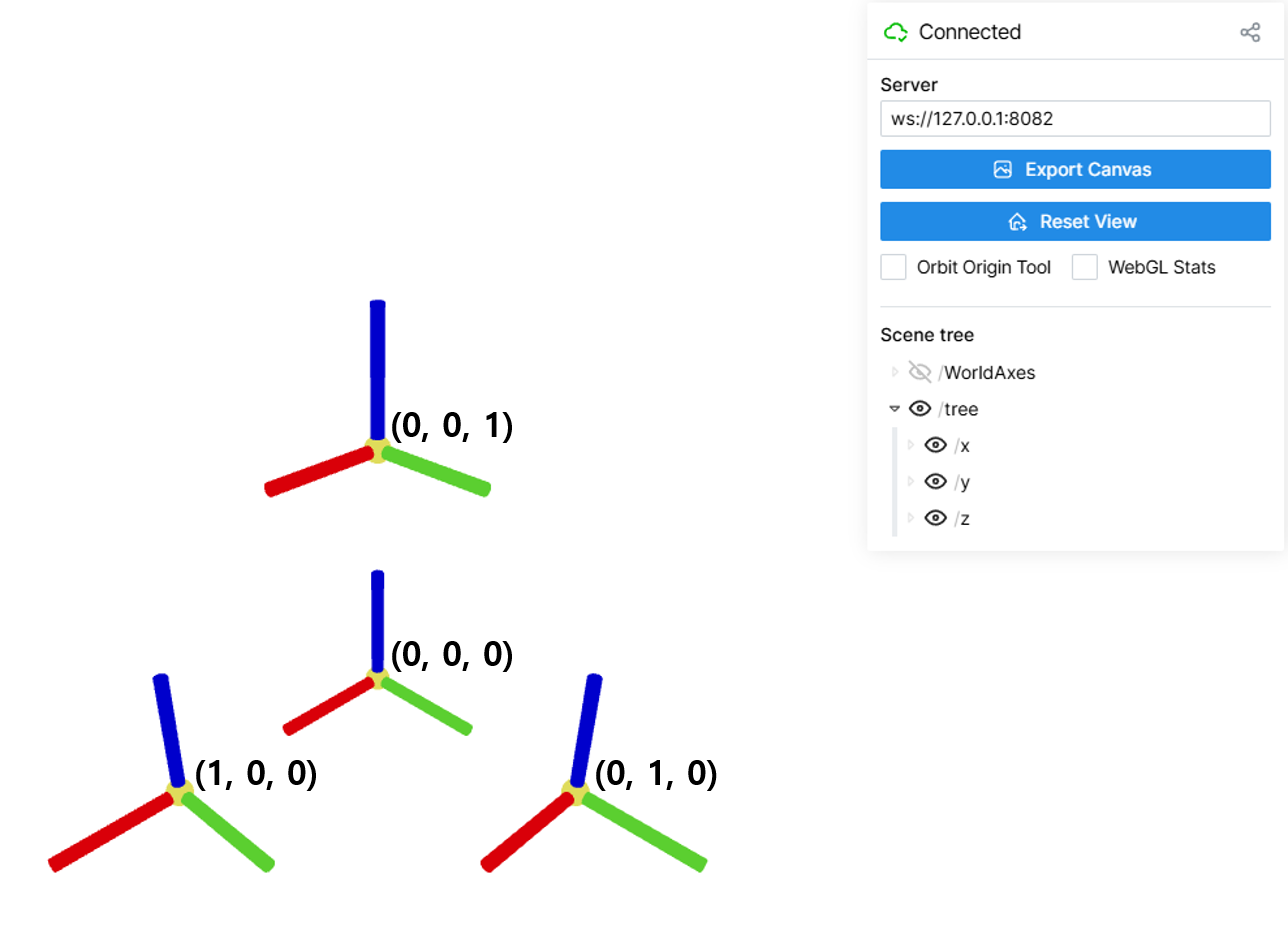 Connected
Server
ws://127.0.0.1:8082
Export Canvas
Reset View
Orbit Origin Tool WebGL Stats
Scene tree
/WorldAxes
/tree
/x
/y
/z
(0, 0, 1)
(0, 0, 0)
(1, 0, 0) (0, 1, 0)